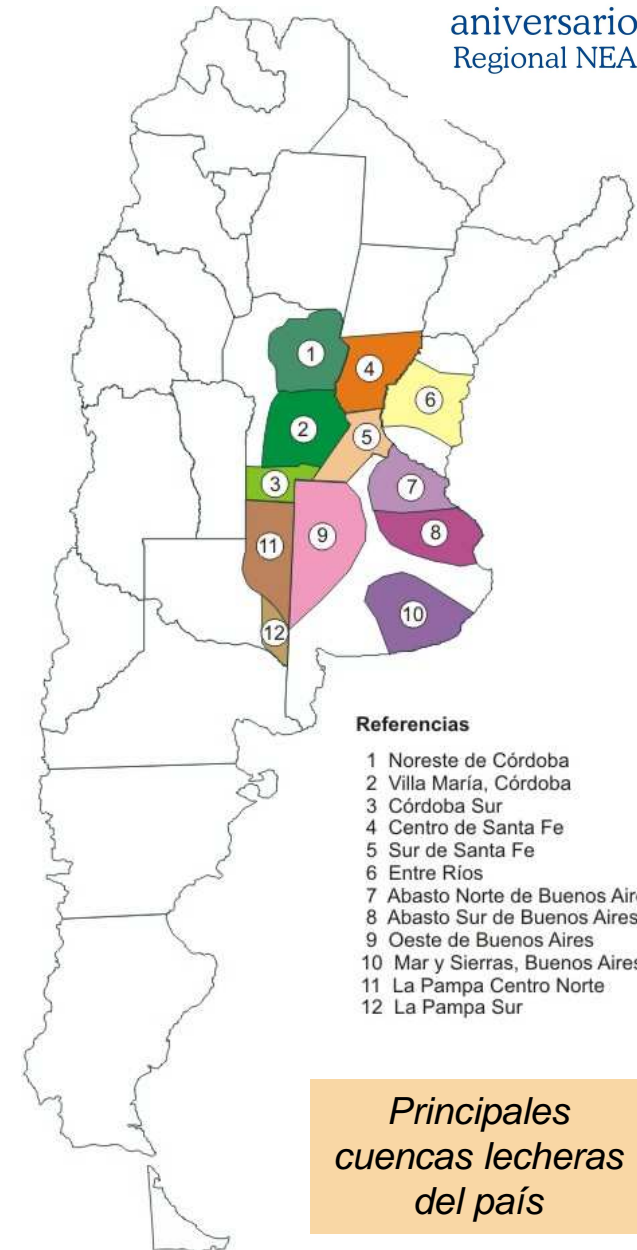 aniversario
Regional NEA
1
4
6
2
5
3
7
8
9
11
10
12
Referencias
1 Noreste de Córdoba
2 Villa María, Córdoba
3 Córdoba Sur
4 Centro de Santa Fe
5 Sur de Santa Fe
6 Entre Ríos
7 Abasto Norte de Buenos Air
8 Abasto Sur de Buenos Aires
9 Oeste de Buenos Aires
10 Mar y Sierras, Buenos Aires
11 La Pampa Centro Norte
12 La Pampa Sur
Principales
cuencas lecheras
del país